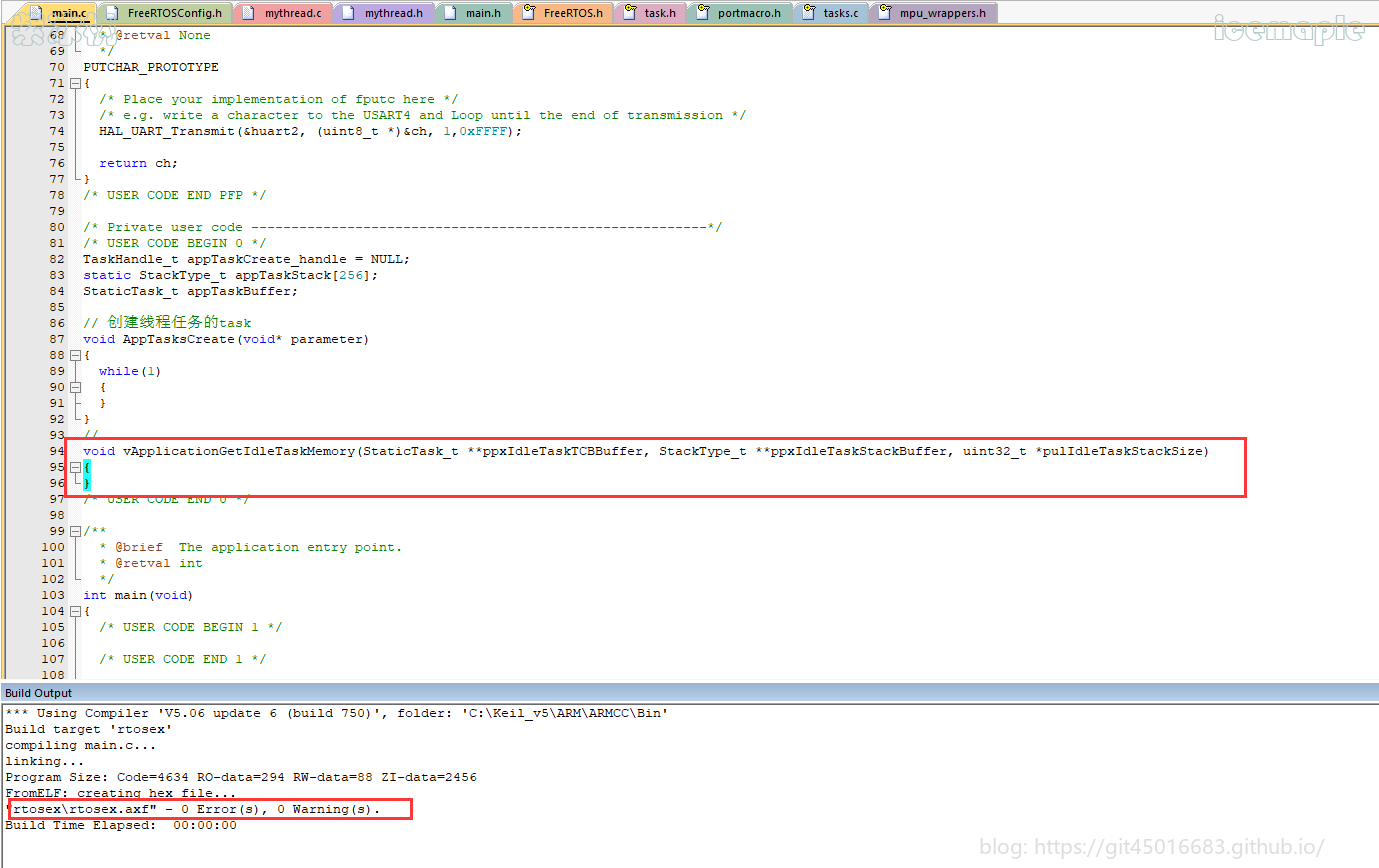 main.c FreeRTOSConfig.h mythread.c mythread.h main.h FreeRTOS.h task.h portmacro.h tasks.c mpu_wrappers.h
icemaple
68 * @retval None
69 */
70 PUTCHAR_PROTOTYPE
71 {
72 /* Place your implementation of fputc here */
73 /* e.g. write a character to the USART4 and Loop until the end of transmission */
74 HAL_UART_Transmit(&huart2, (uint8_t *)&ch, 1,0xFFFF);
75
76 return ch;
77 }
78 /* USER CODE END PFP */
79
80 /* Private user code ---------------------------------------------------------*/
81 /* USER CODE BEGIN 0 */
82 TaskHandle_t appTaskCreate_handle = NULL;
83 static StackType_t appTaskStack[256];
84 StaticTask_t appTaskBuffer;
85
86 // 创建线程任务的task
87 void AppTasksCreate(void* parameter)
88 {
89 while(1)
90 {
91 }
92 }
93 //
94 void vApplicationGetIdleTaskMemory(StaticTask_t **ppxIdleTaskTCBBuffer, StackType_t **ppxIdleTaskStackBuffer, uint32_t *pulIdleTaskStackSize)
95 {
96 }
97 /* USER CODE END 0 */
98
99 /**
100 * @brief The application entry point.
101 * @retval int
102 */
103 int main(void)
104 {
105 /* USER CODE BEGIN 1 */
106
107 /* USER CODE END 1 */
108
Build Output
*** Using Compiler 'V5.06 update 6 (build 750)', folder: 'C:\Keil_v5\ARM\ARMCC\Bin'
Build target 'rtosex'
compiling main.c...
linking...
Program Size: Code=4634 RO-data=294 RW-data=88 ZI-data=2456
FromELF: creating hex file...
"rtosex\rtosex.axf" - 0 Error(s), 0 Warning(s).
Build Time Elapsed: 00:00:00
blog: https://git45016683.github.io/